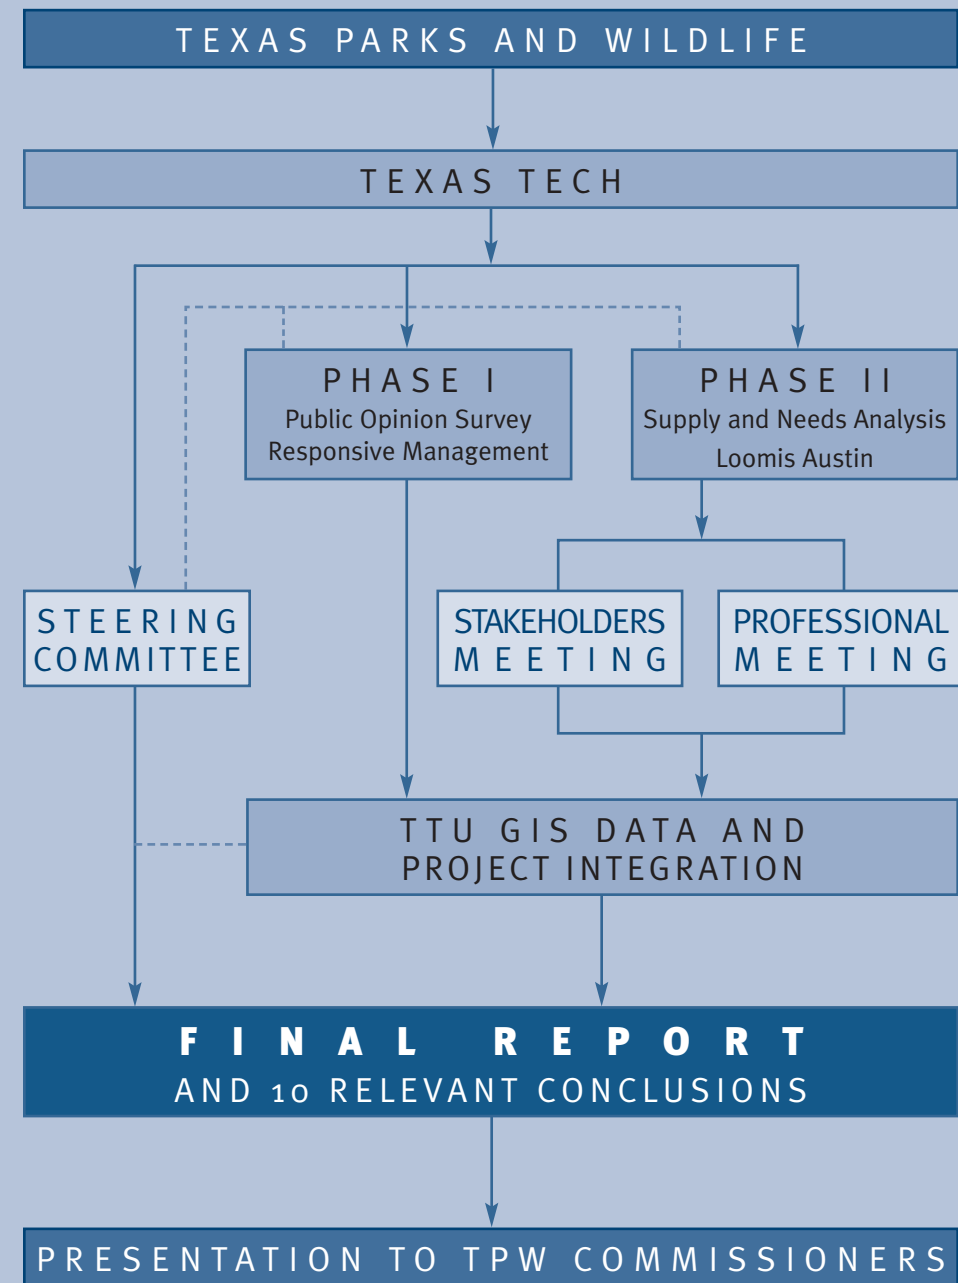 TEXAS PARKS AND WILDLIFE
TEXAS TECH
PHASE I
Public Opinion Survey
Responsive Management
PHASE II
Supply and Needs Analysis
Loomis Austin
STEERING
COMMITTEE
STAKEHOLDERS
MEETING
PROFESSIONAL
MEETING
TTU GIS DATA AND
PROJECT INTEGRATION
FINAL REPORT
AND 10 RELEVANT CONCLUSIONS
PRESENTATION TO TPW COMMISSIONERS